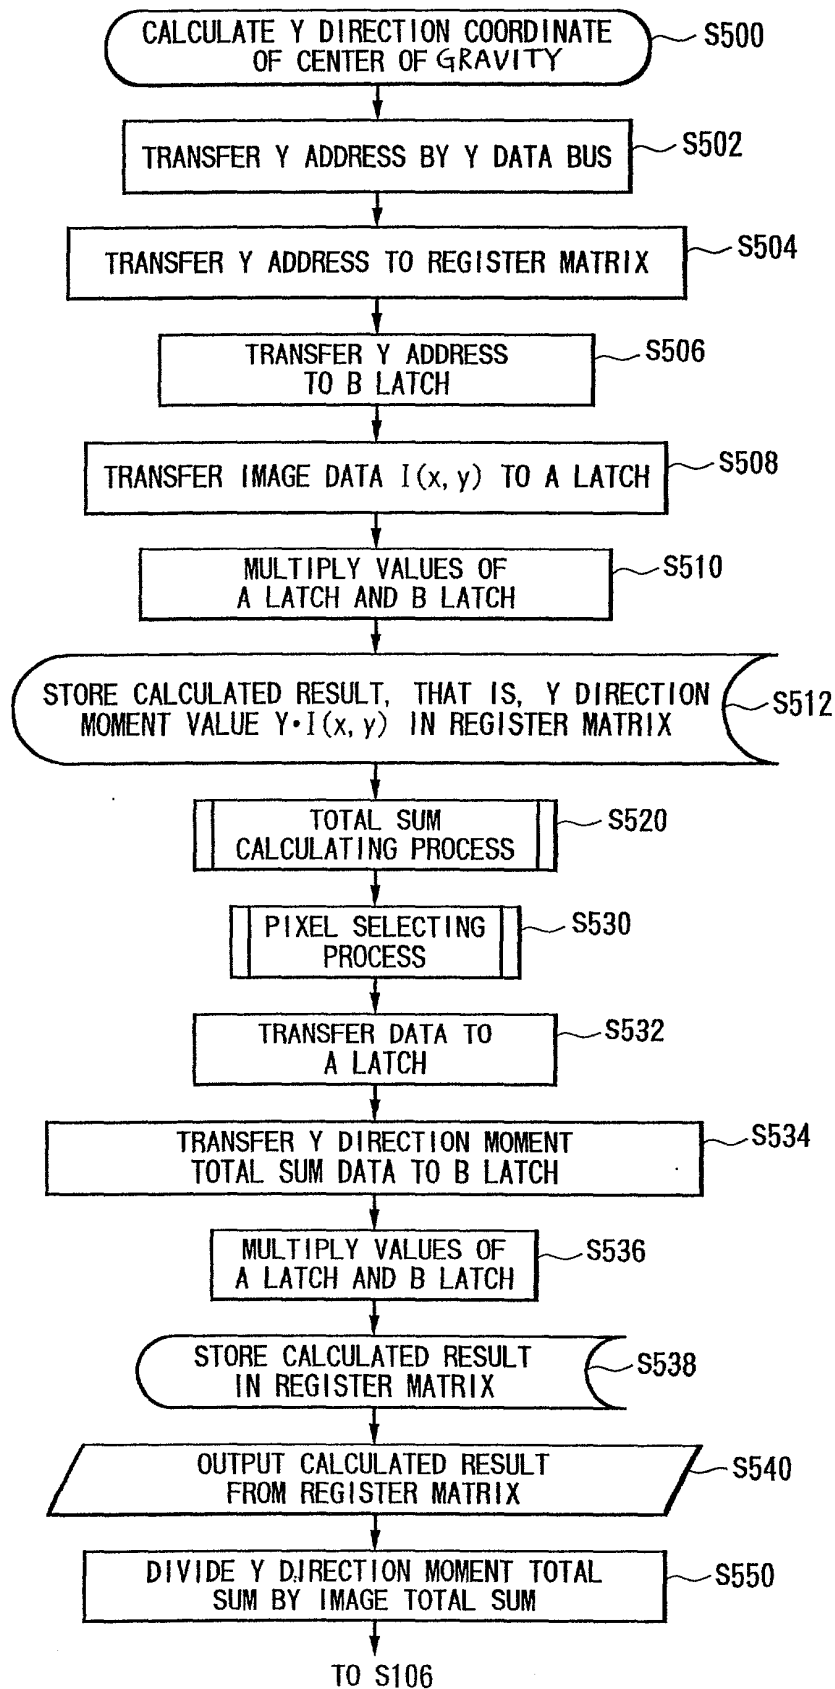 CALCULATE Y DIRECTION COORDINATE
OF CENTER OF GRAVITY
S500
TRANSFER Y ADDRESS BY Y DATA BUS
S502
TRANSFER Y ADDRESS TO REGISTER MATRIX
S504
TRANSFER Y ADDRESS
TO B LATCH
S506
TRANSFER IMAGE DATA I(x, y) TO A LATCH
S508
MULTIPLY VALUES OF
A LATCH AND B LATCH
S510
STORE CALCULATED RESULT, THAT IS, Y DIRECTION
MOMENT VALUE Y·I(x, y) IN REGISTER MATRIX
S512
TOTAL SUM
CALCULATING PROCESS
S520
PIXEL SELECTING
PROCESS
S530
TRANSFER DATA TO
A LATCH
S532
TRANSFER Y DIRECTION MOMENT
TOTAL SUM DATA TO B LATCH
S534
MULTIPLY VALUES OF
A LATCH AND B LATCH
S536
STORE CALCULATED RESULT
IN REGISTER MATRIX
S538
OUTPUT CALCULATED RESULT
FROM REGISTER MATRIX
S540
DIVIDE Y DIRECTION MOMENT TOTAL
SUM BY IMAGE TOTAL SUM
S550
TO S106